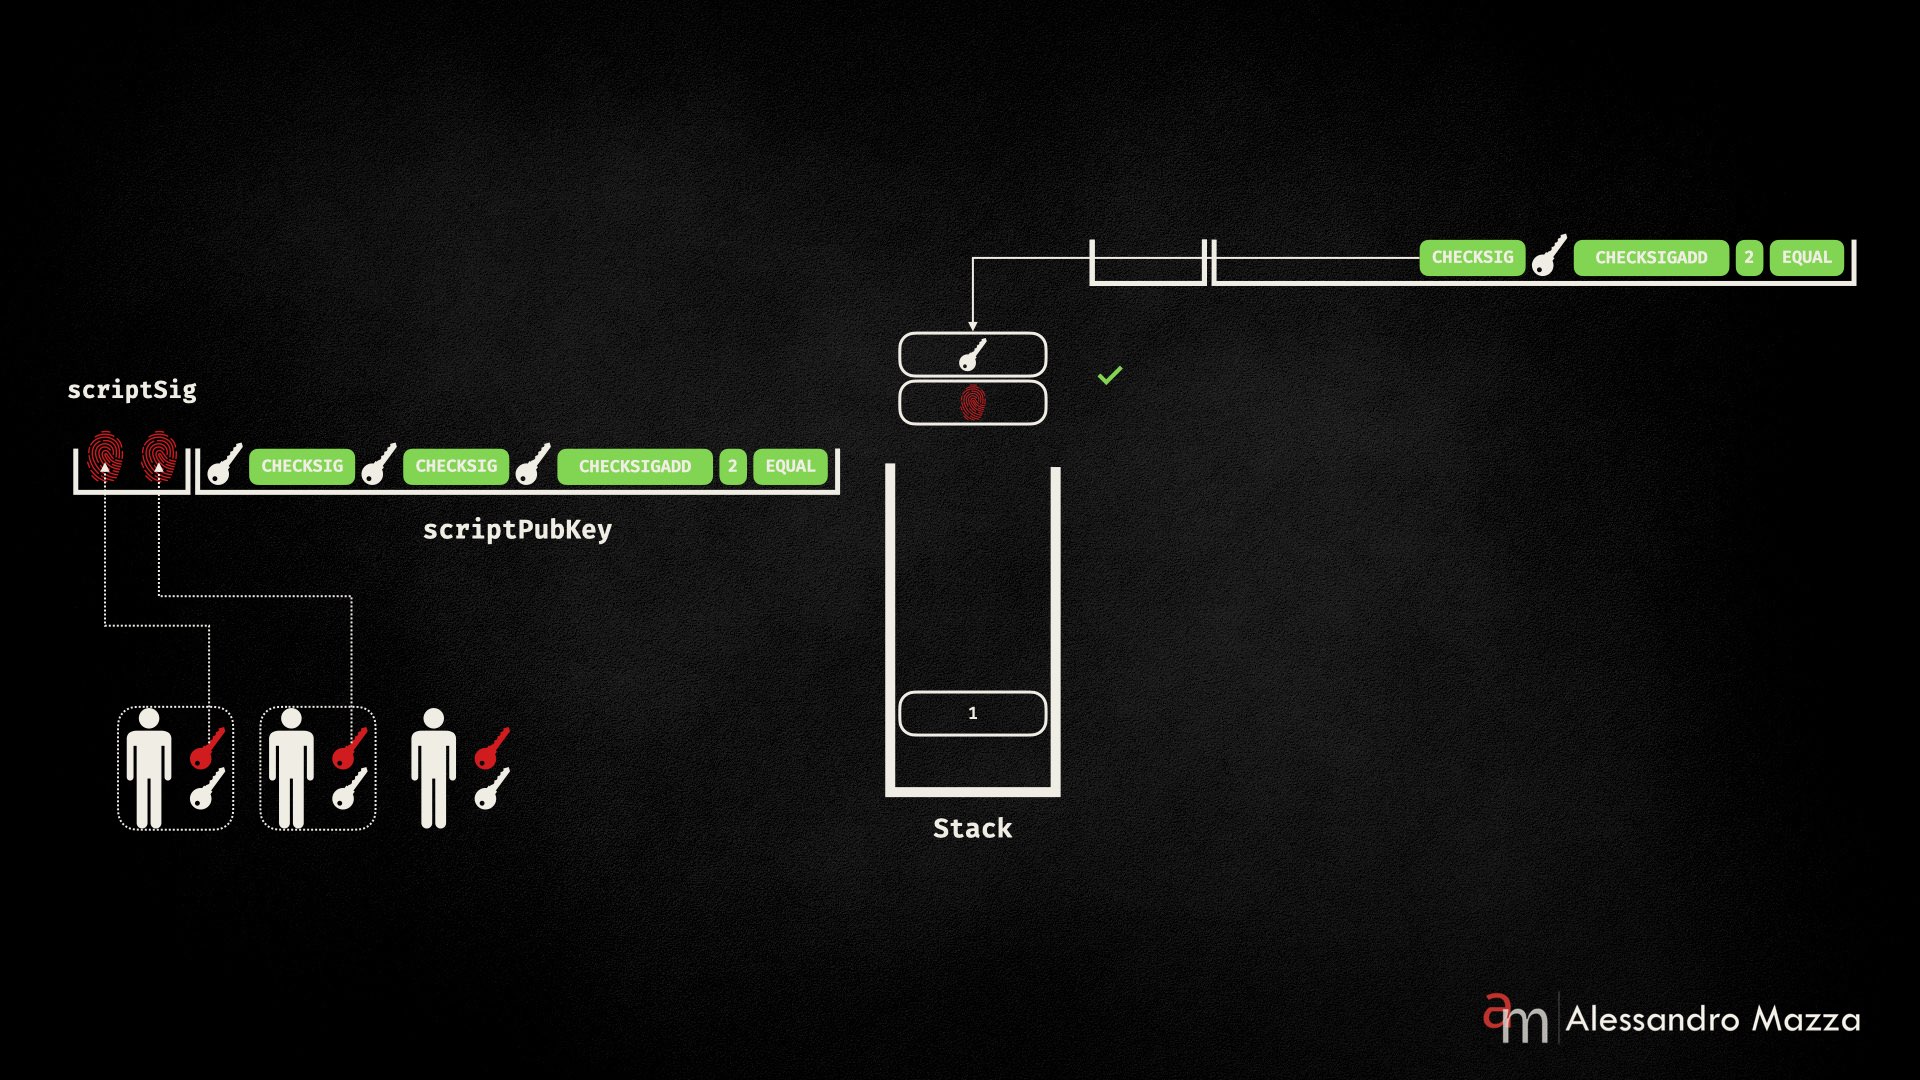 CHECKSIG CHECKSIGADD 2 EQUAL
scriptSig
CHECKSIG CHECKSIG CHECKSIGADD 2 EQUAL
scriptPubKey
1
Stack
am Alessandro Mazza